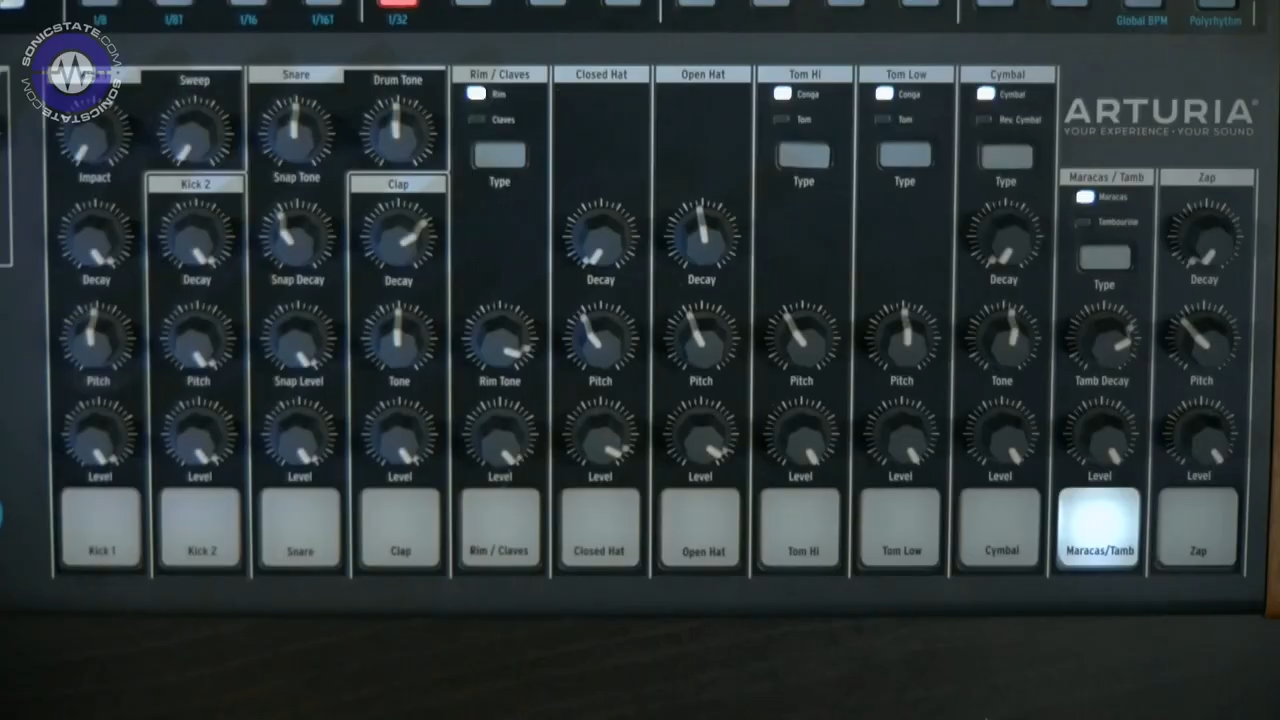 1/8 1/8T 1/16 1/16T 1/32 Global BPM Polyrhythm
SONICSTATE.COM
SONICSTATE.COM
Sweep Snare Drum Tone Rim / Claves Closed Hat Open Hat Tom Hi Tom Low Cymbal
Rim Conga Conga Cymbal
Claves Tom Tom Rev. Cymbal
ARTURIA
YOUR EXPERIENCE • YOUR SOUND
Impact Snap Tone Type Type Type Type
Kick 2 Clap Maracas / Tamb Zap
Maracas
Tambourine
Decay Decay Snap Decay Decay Decay Decay Decay Type Decay
Pitch Pitch Snap Level Tone Rim Tone Pitch Pitch Pitch Pitch Tone Tamb Decay Pitch
Level Level Level Level Level Level Level Level Level Level Level Level
Kick 1 Kick 2 Snare Clap Rim / Claves Closed Hat Open Hat Tom Hi Tom Low Cymbal Maracas/Tamb Zap